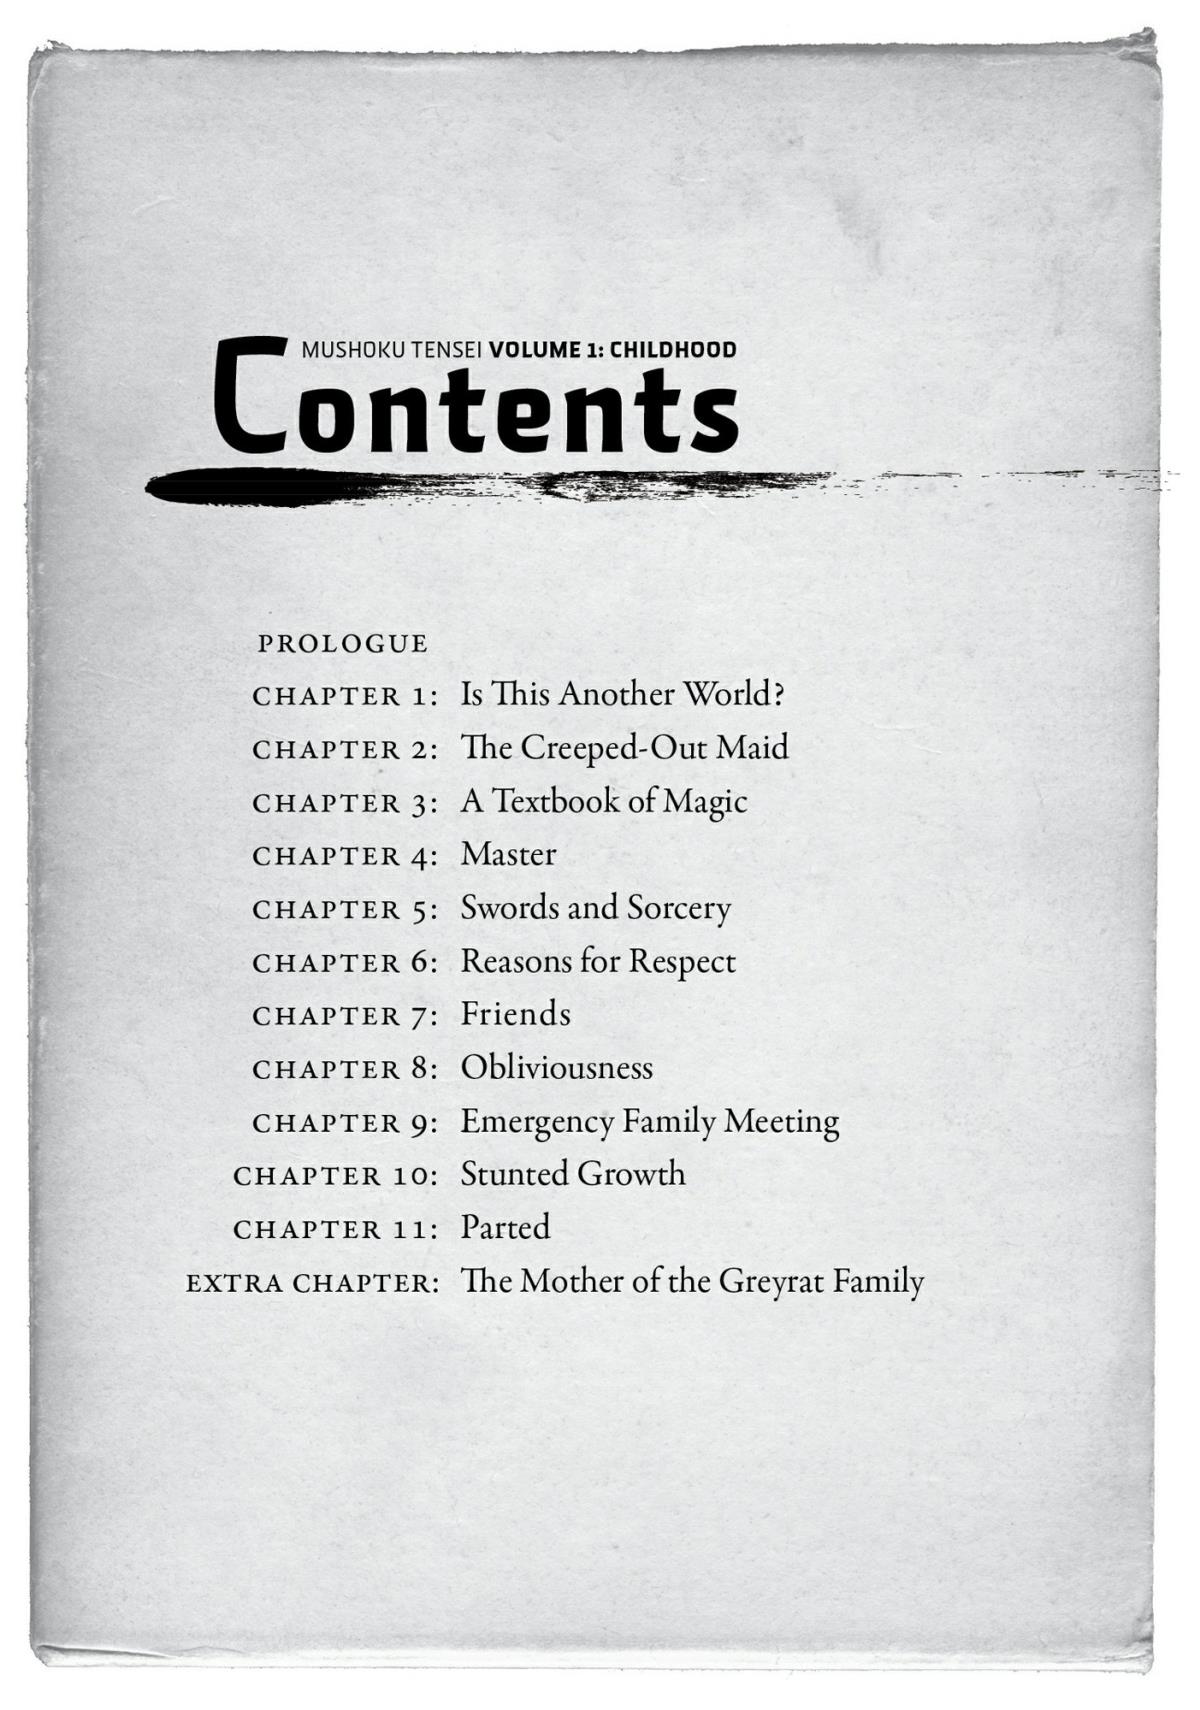 MUSHOKU TENSEI VOLUME 1: CHILDHOOD
Contents
PROLOGUE
CHAPTER 1: Is This Another World?
CHAPTER 2: The Creeped-Out Maid
CHAPTER 3: A Textbook of Magic
CHAPTER 4: Master
CHAPTER 5: Swords and Sorcery
CHAPTER 6: Reasons for Respect
CHAPTER 7: Friends
CHAPTER 8: Obliviousness
CHAPTER 9: Emergency Family Meeting
CHAPTER 10: Stunted Growth
CHAPTER 11: Parted
EXTRA CHAPTER: The Mother of the Greyrat Family